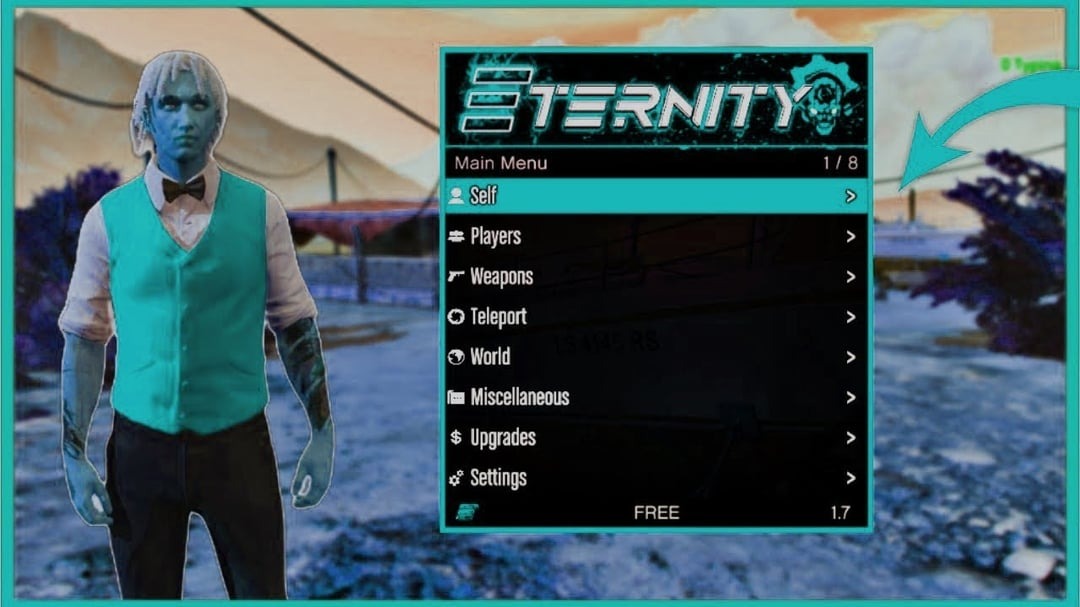 ETERNITY
Main Menu 1 / 8
Self >
Players >
Weapons >
Teleport >
World >
Miscellaneous >
$ Upgrades >
Settings >
FREE 1.7